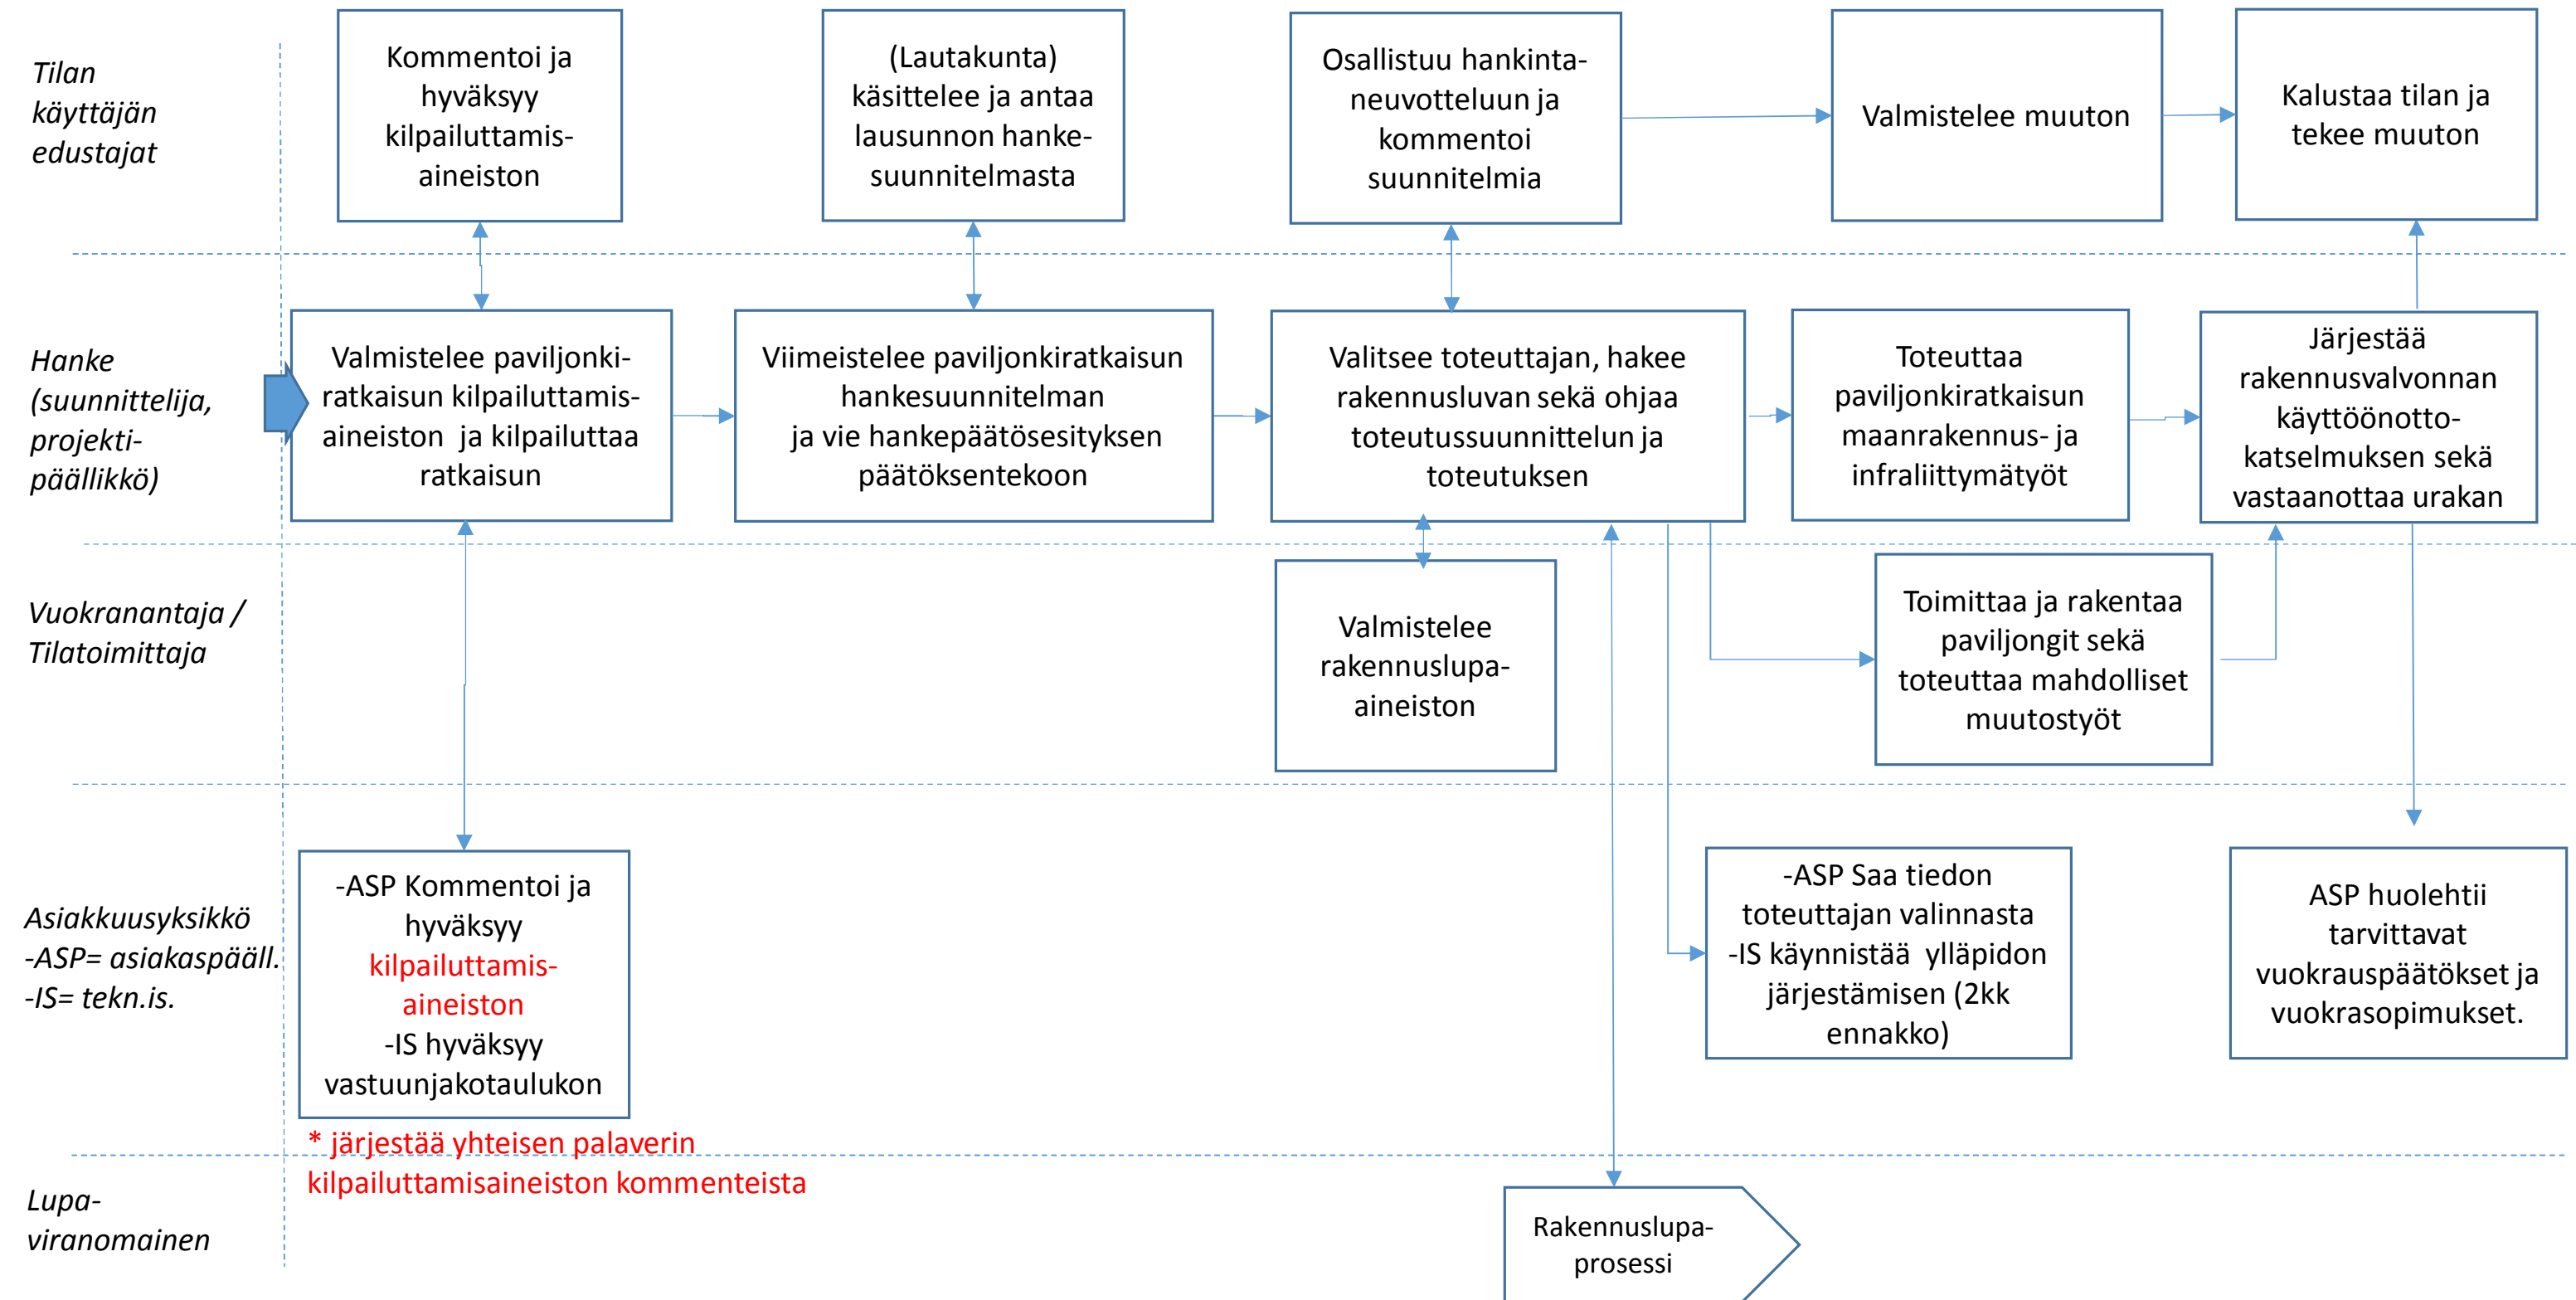 Tilan
käyttäjän
edustajat
Kommentoi ja
hyväksyy
kilpailuttamis-
aineiston
(Lautakunta)
käsittelee ja antaa
lausunnon hanke-
suunnitelmasta
Osallistuu hankinta-
neuvotteluun ja
kommentoi
suunnitelmia
Valmistelee muuton
Kalustaa tilan ja
tekee muuton
Hanke
(suunnittelija,
projekti-
päällikkö)
Valmistelee paviljonki-
ratkaisun kilpailuttamis-
aineiston ja kilpailuttaa
ratkaisun
Viimeistelee paviljonkiratkaisun
hankesuunnitelman
ja vie hankepäätösesityksen
päätöksentekoon
Valitsee toteuttajan, hakee
rakennusluvan sekä ohjaa
toteutussuunnittelun ja
toteutuksen
Toteuttaa
paviljonkiratkaisun
maanrakennus- ja
infraliittymätyöt
Järjestää
rakennusvalvonnan
käyttöönotto-
katselmuksen sekä
vastaanottaa urakan
Vuokranantaja /
Tilatoimittaja
Valmistelee
rakennuslupa-
aineiston
Toimittaa ja rakentaa
paviljongit sekä
toteuttaa mahdolliset
muutostyöt
Asiakkuusyksikkö
-ASP= asiakaspääll.
-IS= tekn.is.
-ASP Kommentoi ja
hyväksyy
kilpailuttamis-
aineiston
-IS hyväksyy
vastuunjakotaulukon
* järjestää yhteisen palaverin
kilpailuttamisaineiston kommenteista
-ASP Saa tiedon
toteuttajan valinnasta
-IS käynnistää ylläpidon
järjestämisen (2kk
ennakko)
ASP huolehtii
tarvittavat
vuokrauspäätökset ja
vuokrasopimukset.
Lupa-
viranomainen
Rakennuslupa-
prosessi